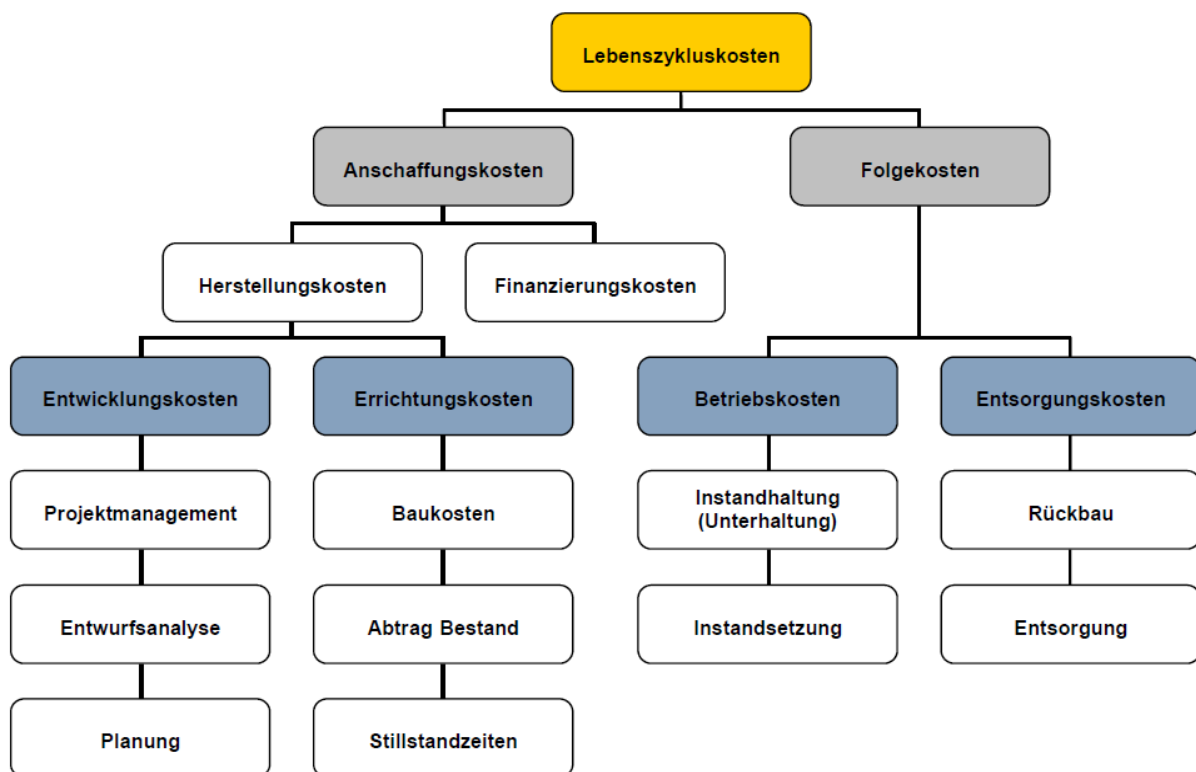 Lebenszykluskosten
Anschaffungskosten
Folgekosten
Herstellungskosten
Finanzierungskosten
Entwicklungskosten
Errichtungskosten
Betriebskosten
Entsorgungskosten
Projektmanagement
Baukosten
Instandhaltung
(Unterhaltung)
Rückbau
Entwurfsanalyse
Abtrag Bestand
Instandsetzung
Entsorgung
Planung
Stillstandzeiten